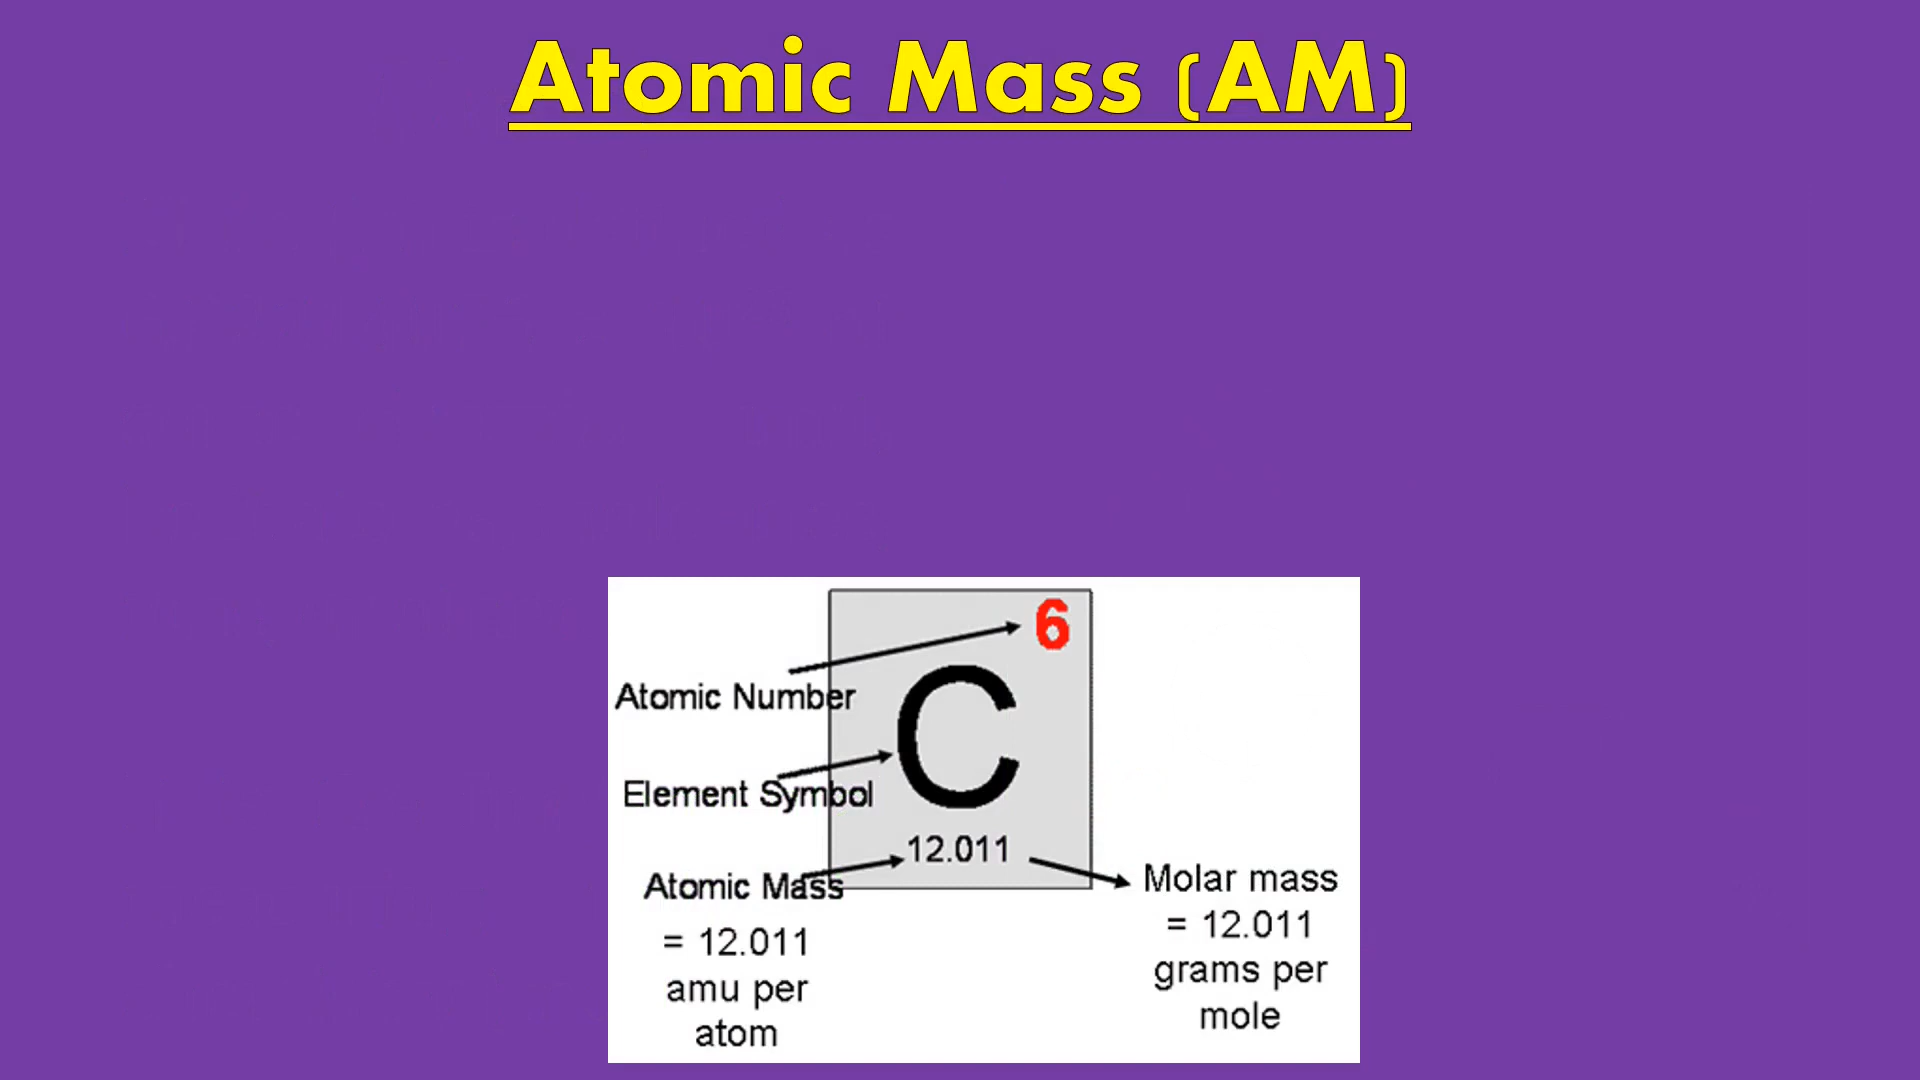 Atomic Mass (AM)
6
Atomic Number
C
Element Symbol
12.011
Atomic Mass
= 12.011
amu per
atom
Molar mass
= 12.011
grams per
mole